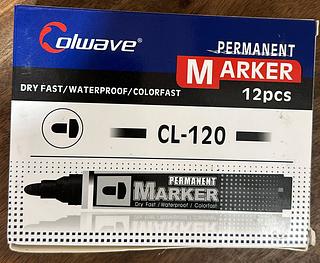 Colwave
PERMANENT
MARKER
DRY FAST/WATERPROOF/COLORFAST
12pcs
CL-120
PERMANENT
MARKER
Dry Fast/Waterproof/Colorfast